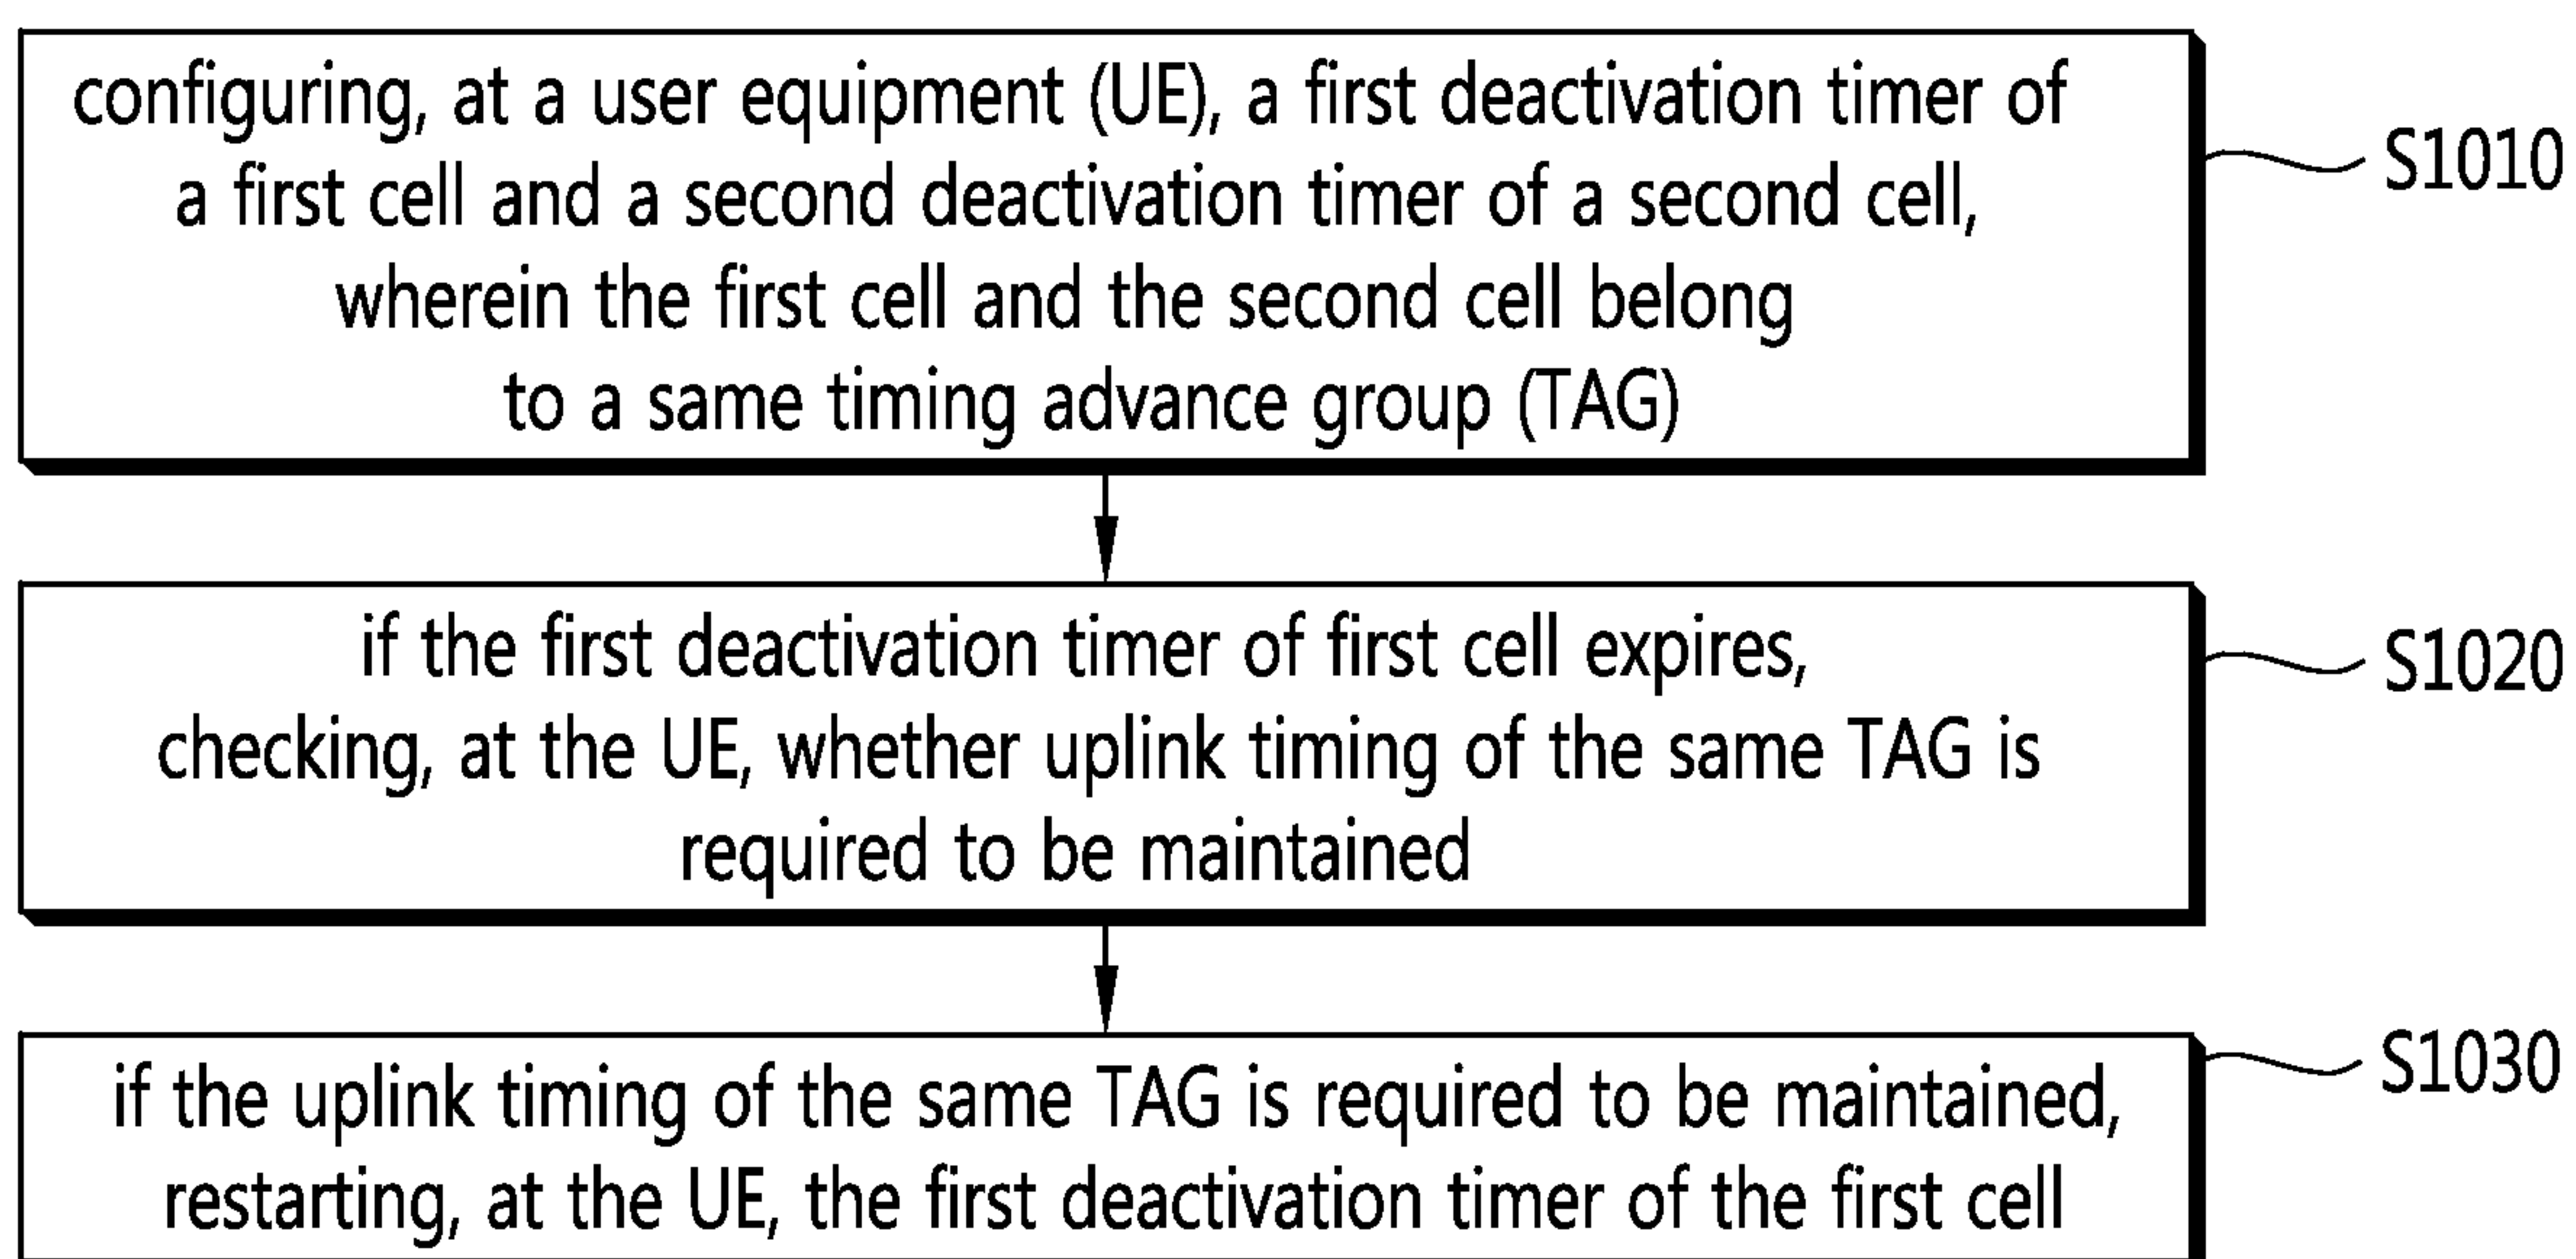 configuring, at a user equipment (UE), a first deactivation timer of
a first cell and a second deactivation timer of a second cell,
wherein the first cell and the second cell belong
to a same timing advance group (TAG)
S1010
if the first deactivation timer of first cell expires,
checking, at the UE, whether uplink timing of the same TAG is
required to be maintained
S1020
if the uplink timing of the same TAG is required to be maintained,
restarting, at the UE, the first deactivation timer of the first cell
S1030